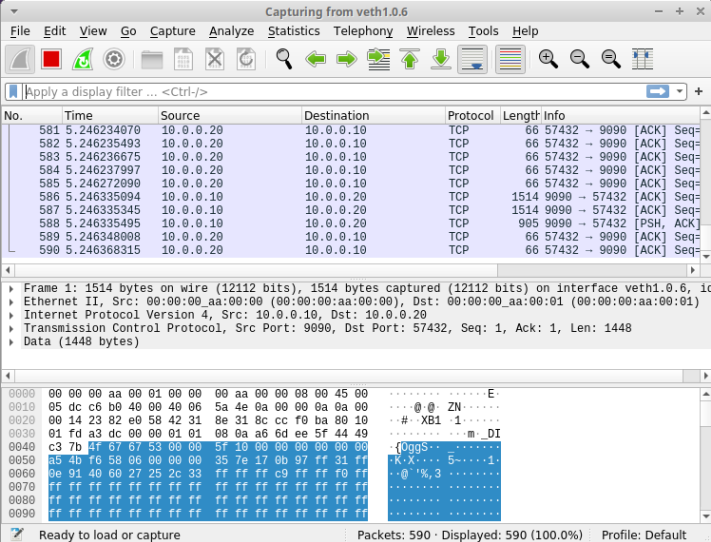 Capturing from veth1.0.6
File Edit View Go Capture Analyze Statistics Telephony Wireless Tools Help
Apply a display filter ... <Ctrl-/>
No. Time Source Destination Protocol Length Info
581 5.246234070 10.0.0.20 10.0.0.10 TCP 66 57432 → 9090 [ACK] Seq=
582 5.246235493 10.0.0.20 10.0.0.10 TCP 66 57432 → 9090 [ACK] Seq=
583 5.246236675 10.0.0.20 10.0.0.10 TCP 66 57432 → 9090 [ACK] Seq=
584 5.246237997 10.0.0.20 10.0.0.10 TCP 66 57432 → 9090 [ACK] Seq=
585 5.246272090 10.0.0.20 10.0.0.10 TCP 66 57432 → 9090 [ACK] Seq=
586 5.246335094 10.0.0.10 10.0.0.20 TCP 1514 9090 → 57432 [ACK] Seq=
587 5.246335345 10.0.0.10 10.0.0.20 TCP 1514 9090 → 57432 [ACK] Seq=
588 5.246335495 10.0.0.10 10.0.0.20 TCP 905 9090 → 57432 [PSH, ACK]
589 5.246348008 10.0.0.20 10.0.0.10 TCP 66 57432 → 9090 [ACK] Seq=
590 5.246368315 10.0.0.20 10.0.0.10 TCP 66 57432 → 9090 [ACK] Seq=
Frame 1: 1514 bytes on wire (12112 bits), 1514 bytes captured (12112 bits) on interface veth1.0.6, id
Ethernet II, Src: 00:00:00_aa:00:00 (00:00:00:aa:00:00), Dst: 00:00:00_aa:00:01 (00:00:00:aa:00:01)
Internet Protocol Version 4, Src: 10.0.0.10, Dst: 10.0.0.20
Transmission Control Protocol, Src Port: 9090, Dst Port: 57432, Seq: 1, Ack: 1, Len: 1448
Data (1448 bytes)
0000 00 00 00 aa 00 01 00 00 00 aa 00 00 08 00 45 00 ········ ······E·
0010 05 dc c6 b0 40 00 40 06 5a 4e 0a 00 00 0a 0a 00 ····@·@· ZN······
0020 00 14 23 82 e0 58 42 31 8e 31 8c cc f0 ba 80 10 ··#··XB1 ·1······
0030 01 fd a3 dc 00 00 01 01 08 0a a6 6d ee 5f 44 49 ········ ···m·_DI
0040 c3 7b 4f 67 67 53 00 00 5f 10 00 00 00 00 00 00 ·{OggS·· _·······
0050 a5 4b f6 58 06 00 00 00 35 7e 17 0b 97 ff 31 ff ·K·X···· 5~····1·
0060 0e 91 40 60 27 25 2c 33 ff ff ff c9 ff ff f0 ff ··@`'%,3 ········
0070 ff ff ff ff ff ff ff ff ff ff ff ff ff ff ff ff ········ ········
0080 ff ff ff ff ff ff ff ff ff ff ff ff ff ff ff ff ········ ········
0090 ff ff ff ff ff ff ff ff ff ff ff ff ff ff ff ff ········ ········
Ready to load or capture Packets: 590 · Displayed: 590 (100.0%) Profile: Default